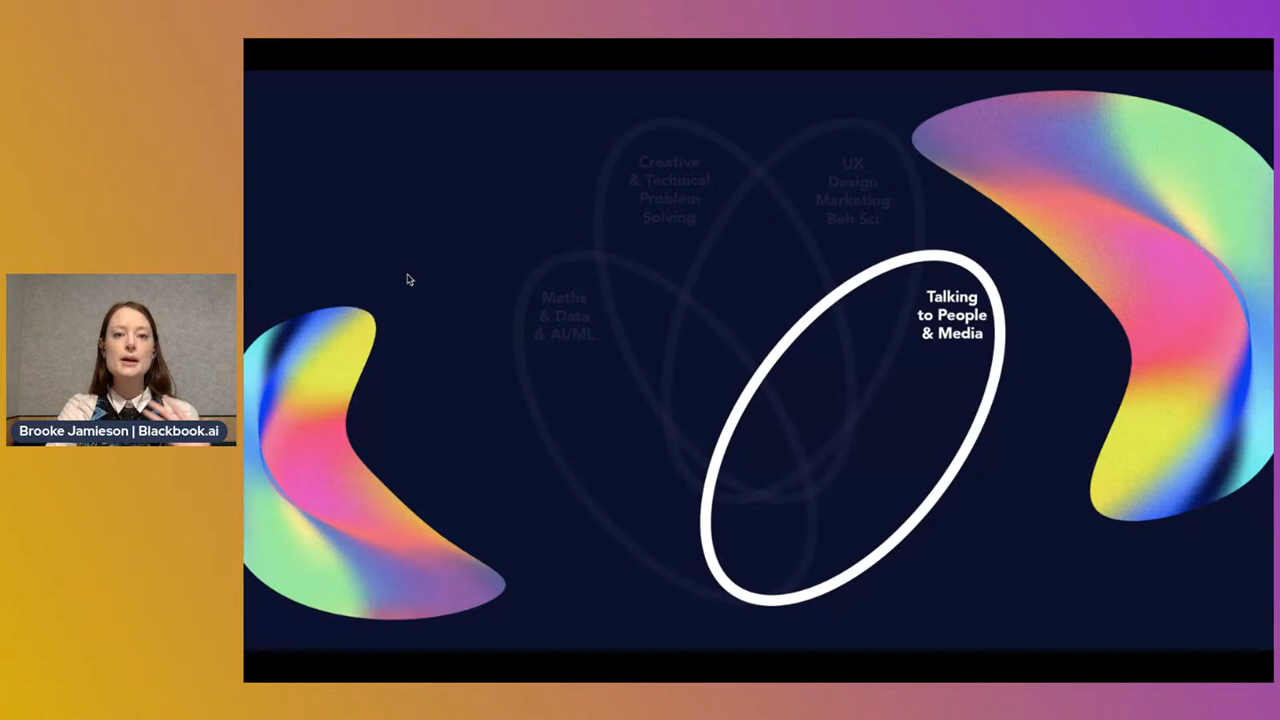 Creative
& Technical
Problem
Solving
UX
Design
Marketing
Beh Sci
Maths
& Data
& AI/ML
Talking
to People
& Media
Brooke Jamieson | Blackbook.ai